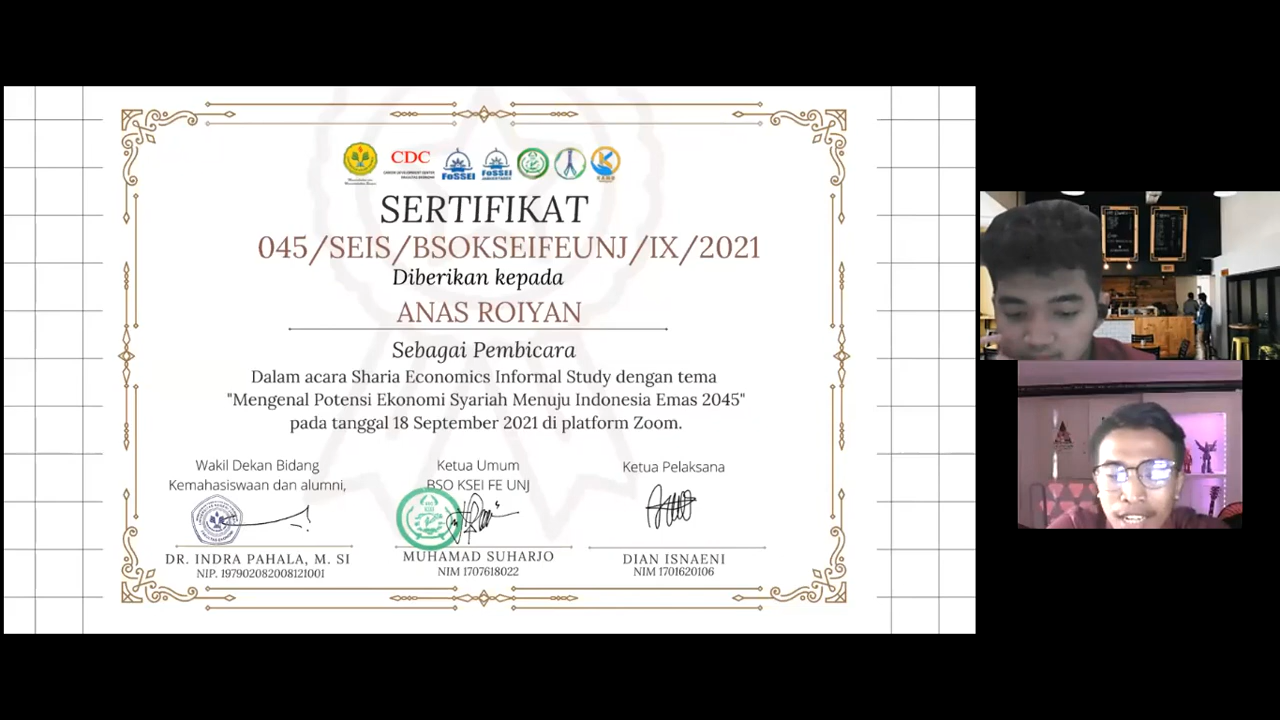 CDC
FoSSEI
FoSSEI
SERTIFIKAT
045/SEIS/BSOKSEIFEUNJ/IX/2021
Diberikan kepada
ANAS ROIYAN
Sebagai Pembicara
Dalam acara Sharia Economics Informal Study dengan tema
"Mengenal Potensi Ekonomi Syariah Menuju Indonesia Emas 2045"
pada tanggal 18 September 2021 di platform Zoom.
Wakil Dekan Bidang
Kemahasiswaan dan alumni,
Ketua Umum
BSO KSEI FE UNJ
Ketua Pelaksana
DR. INDRA PAHALA, M. SI
NIP. 197902082008121001
MUHAMAD SUHARJO
NIM 1707618022
DIAN ISNAENI
NIM 1701620106